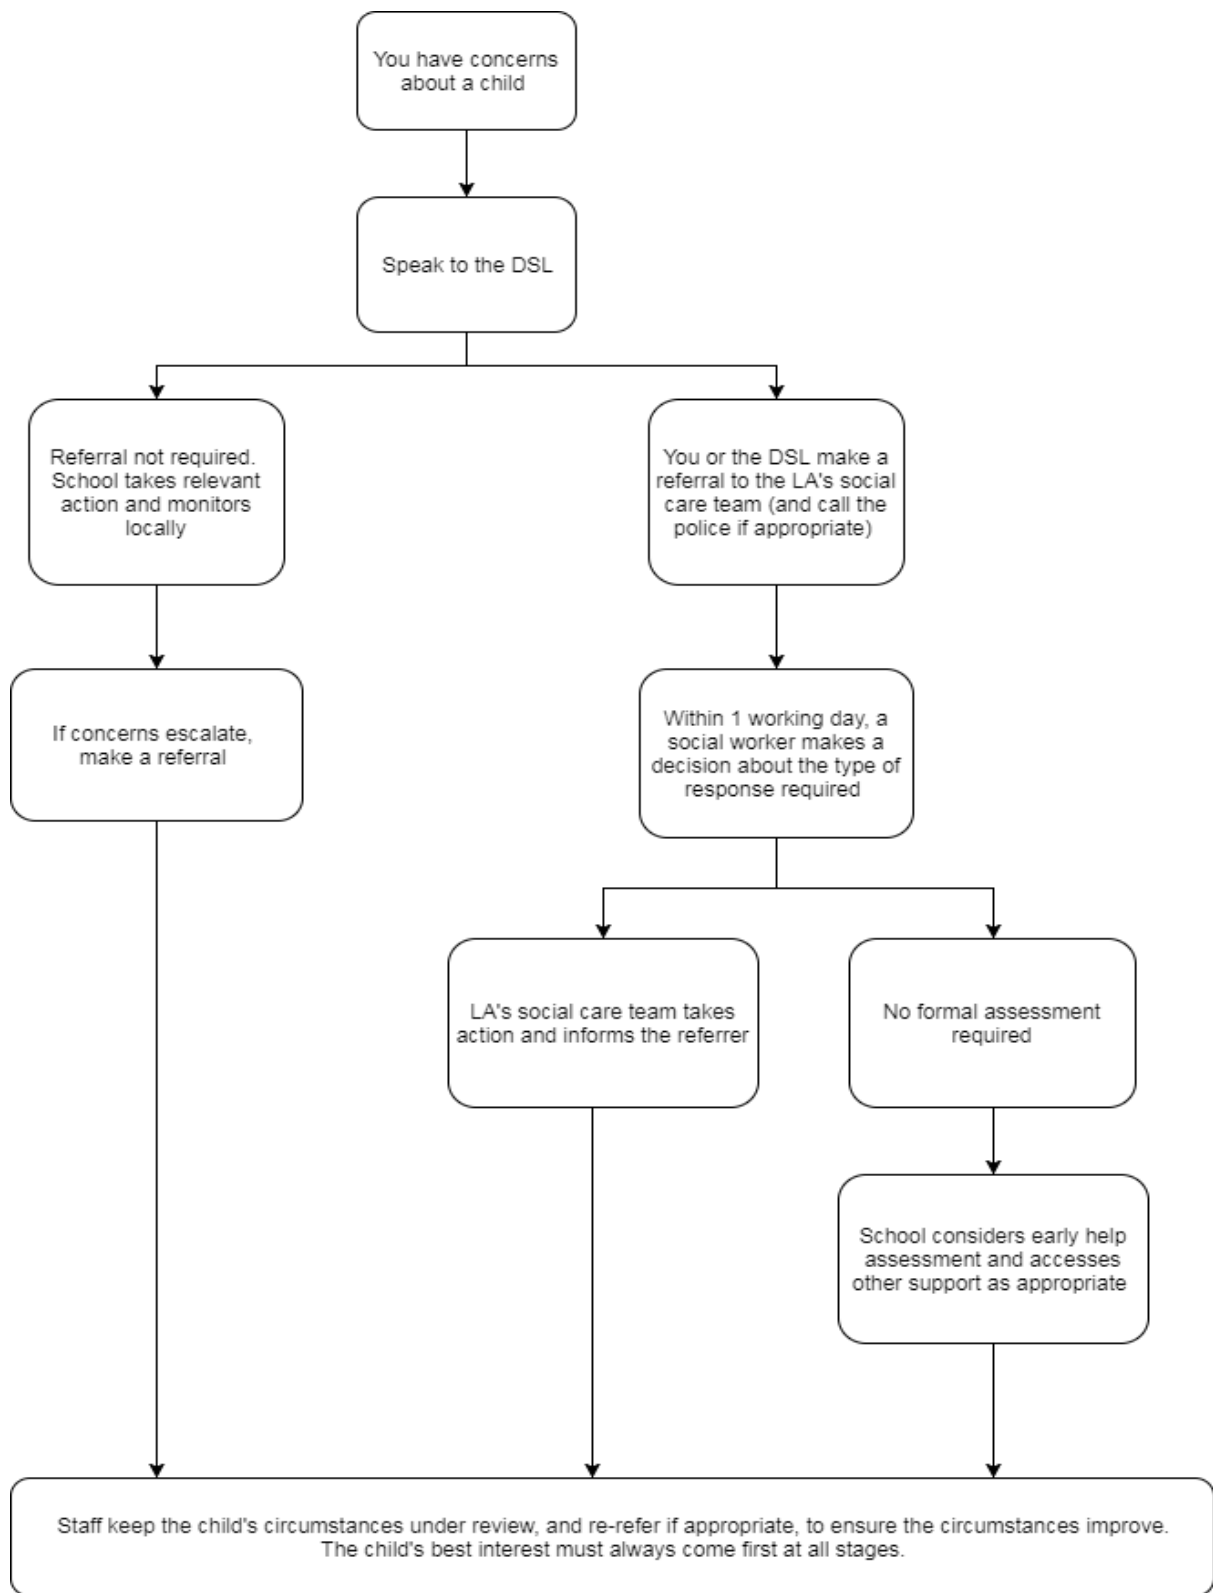 You have concerns
about a child
Speak to the DSL
Referral not required.
School takes relevant
action and monitors
locally
You or the DSL make a
referral to the LA's social
care team (and call the
police if appropriate)
If concerns escalate,
make a referral
Within 1 working day, a
social worker makes a
decision about the type of
response required
LA's social care team takes
action and informs the referrer
No formal assessment
required
School considers early help
assessment and accesses
other support as appropriate
Staff keep the child's circumstances under review, and re-refer if appropriate, to ensure the circumstances improve.
The child's best interest must always come first at all stages.